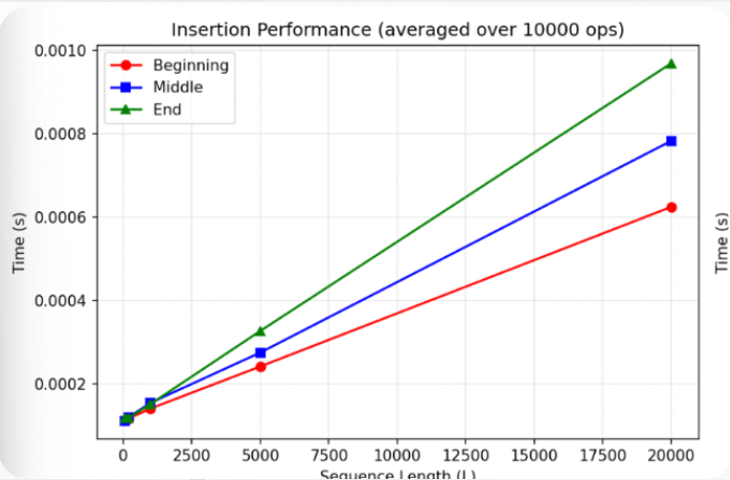 Insertion Performance (averaged over 10000 ops)
Beginning
Middle
End
0.0010
0.0008
0.0006
0.0004
0.0002
Time (s)
Time (s)
0 2500 5000 7500 10000 12500 15000 17500 20000
Sequence Length (L)